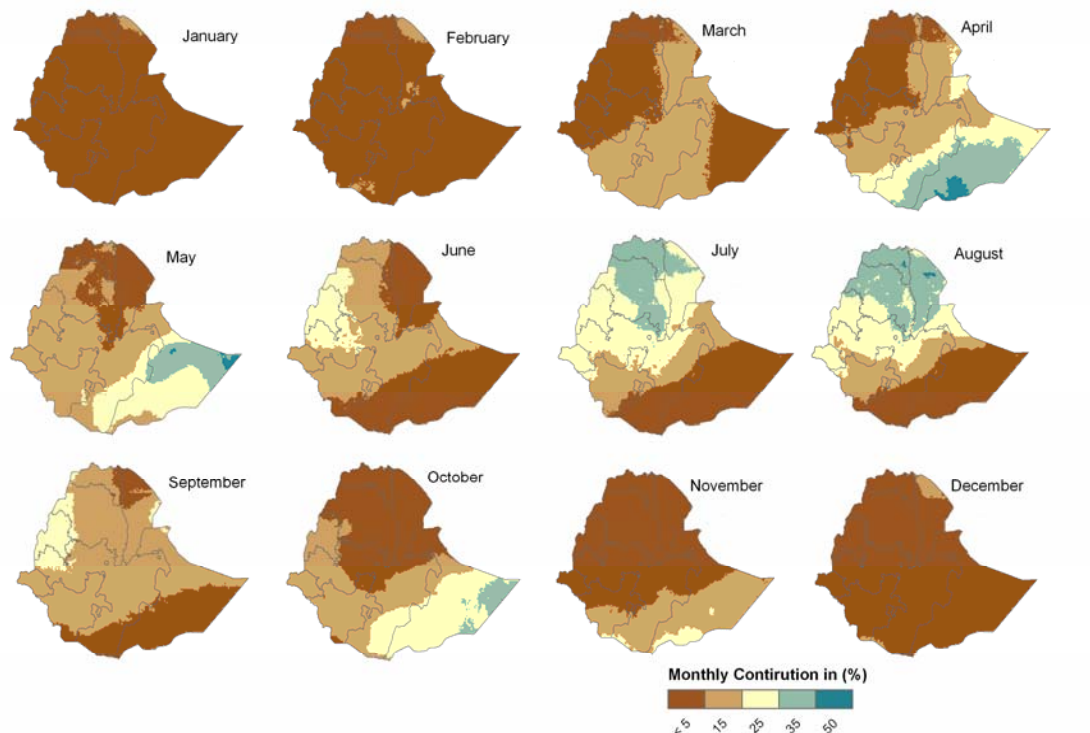 January
February
March
April
May
June
July
August
September
October
November
December
Monthly Contirution in (%)
< 5
15
25
35
50